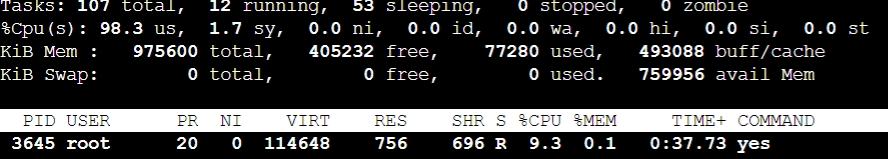 Tasks: 107 total, 12 running, 53 sleeping, 0 stopped, 0 zombie
%Cpu(s): 98.3 us, 1.7 sy, 0.0 ni, 0.0 id, 0.0 wa, 0.0 hi, 0.0 si, 0.0 st
KiB Mem : 975600 total, 405232 free, 77280 used, 493088 buff/cache
KiB Swap: 0 total, 0 free, 0 used. 759956 avail Mem
PID USER PR NI VIRT RES SHR S %CPU %MEM TIME+ COMMAND
3645 root 20 0 114648 756 696 R 9.3 0.1 0:37.73 yes